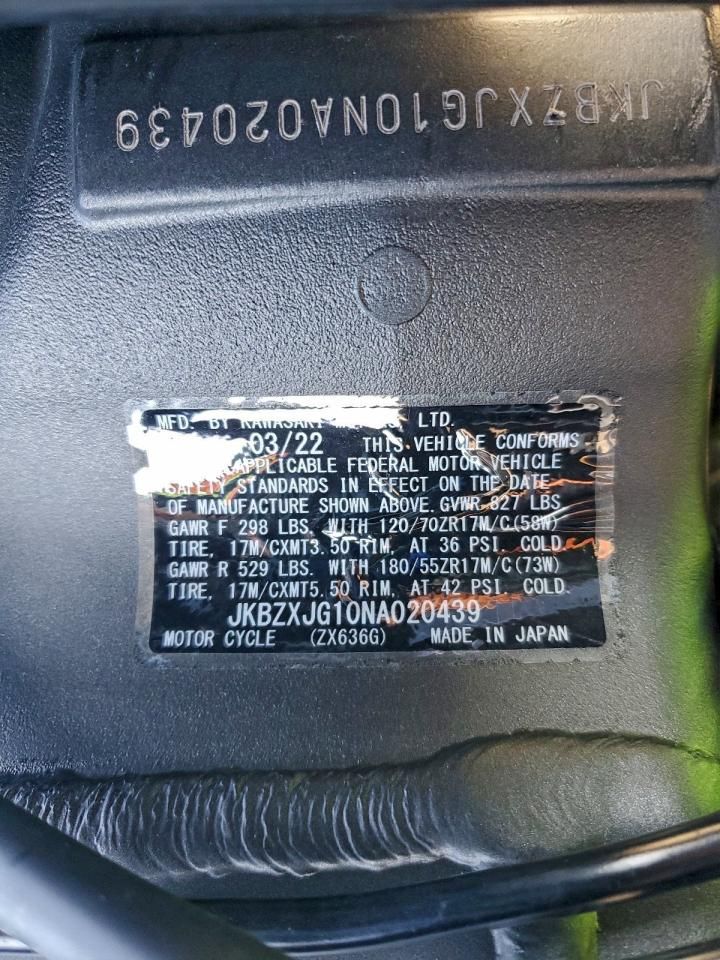 JKBZXJG10NA020439
MFD. BY KAWASAKI LTD.
03/22 THIS VEHICLE CONFORMS
APPLICABLE FEDERAL MOTOR VEHICLE
SAFETY STANDARDS IN EFFECT ON THE DATE
OF MANUFACTURE SHOWN ABOVE. GVWR 827 LBS
GAWR F 298 LBS. WITH 120/70ZR17M/C(58W)
TIRE, 17M/CXMT3.50 RIM, AT 36 PSI. COLD
GAWR R 529 LBS. WITH 180/55ZR17M/C(73W)
TIRE, 17M/CXMT5.50 RIM, AT 42 PSI. COLD.
JKBZXJG10NA020439
MOTOR CYCLE (ZX636G) MADE IN JAPAN